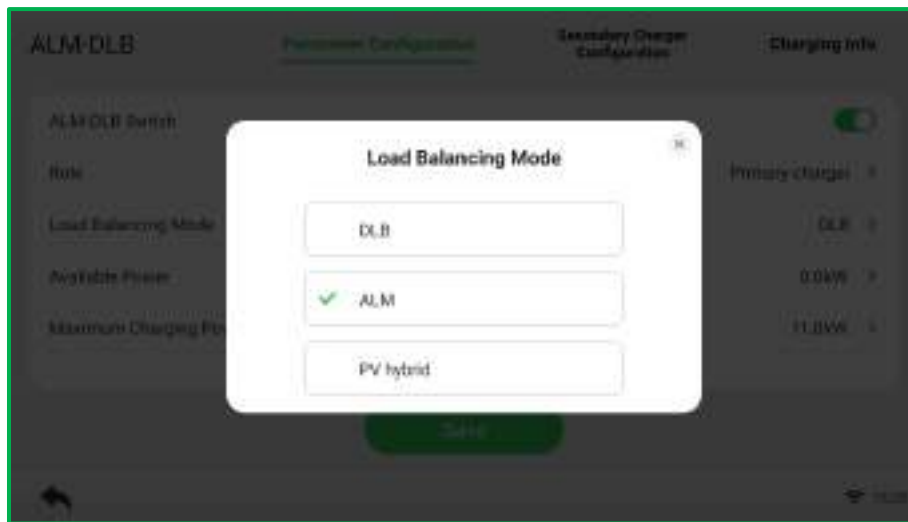 ALM-DLB
Parameter Configuration
Secondary Charger
Configuration
Charging Info
ALM-DLB Switch
Role
Primary charger
Load Balancing Mode
DLB
Available Power
0.0kW
Maximum Charging Po
11.0kW
Load Balancing Mode
DLB
ALM
PV hybrid
Save